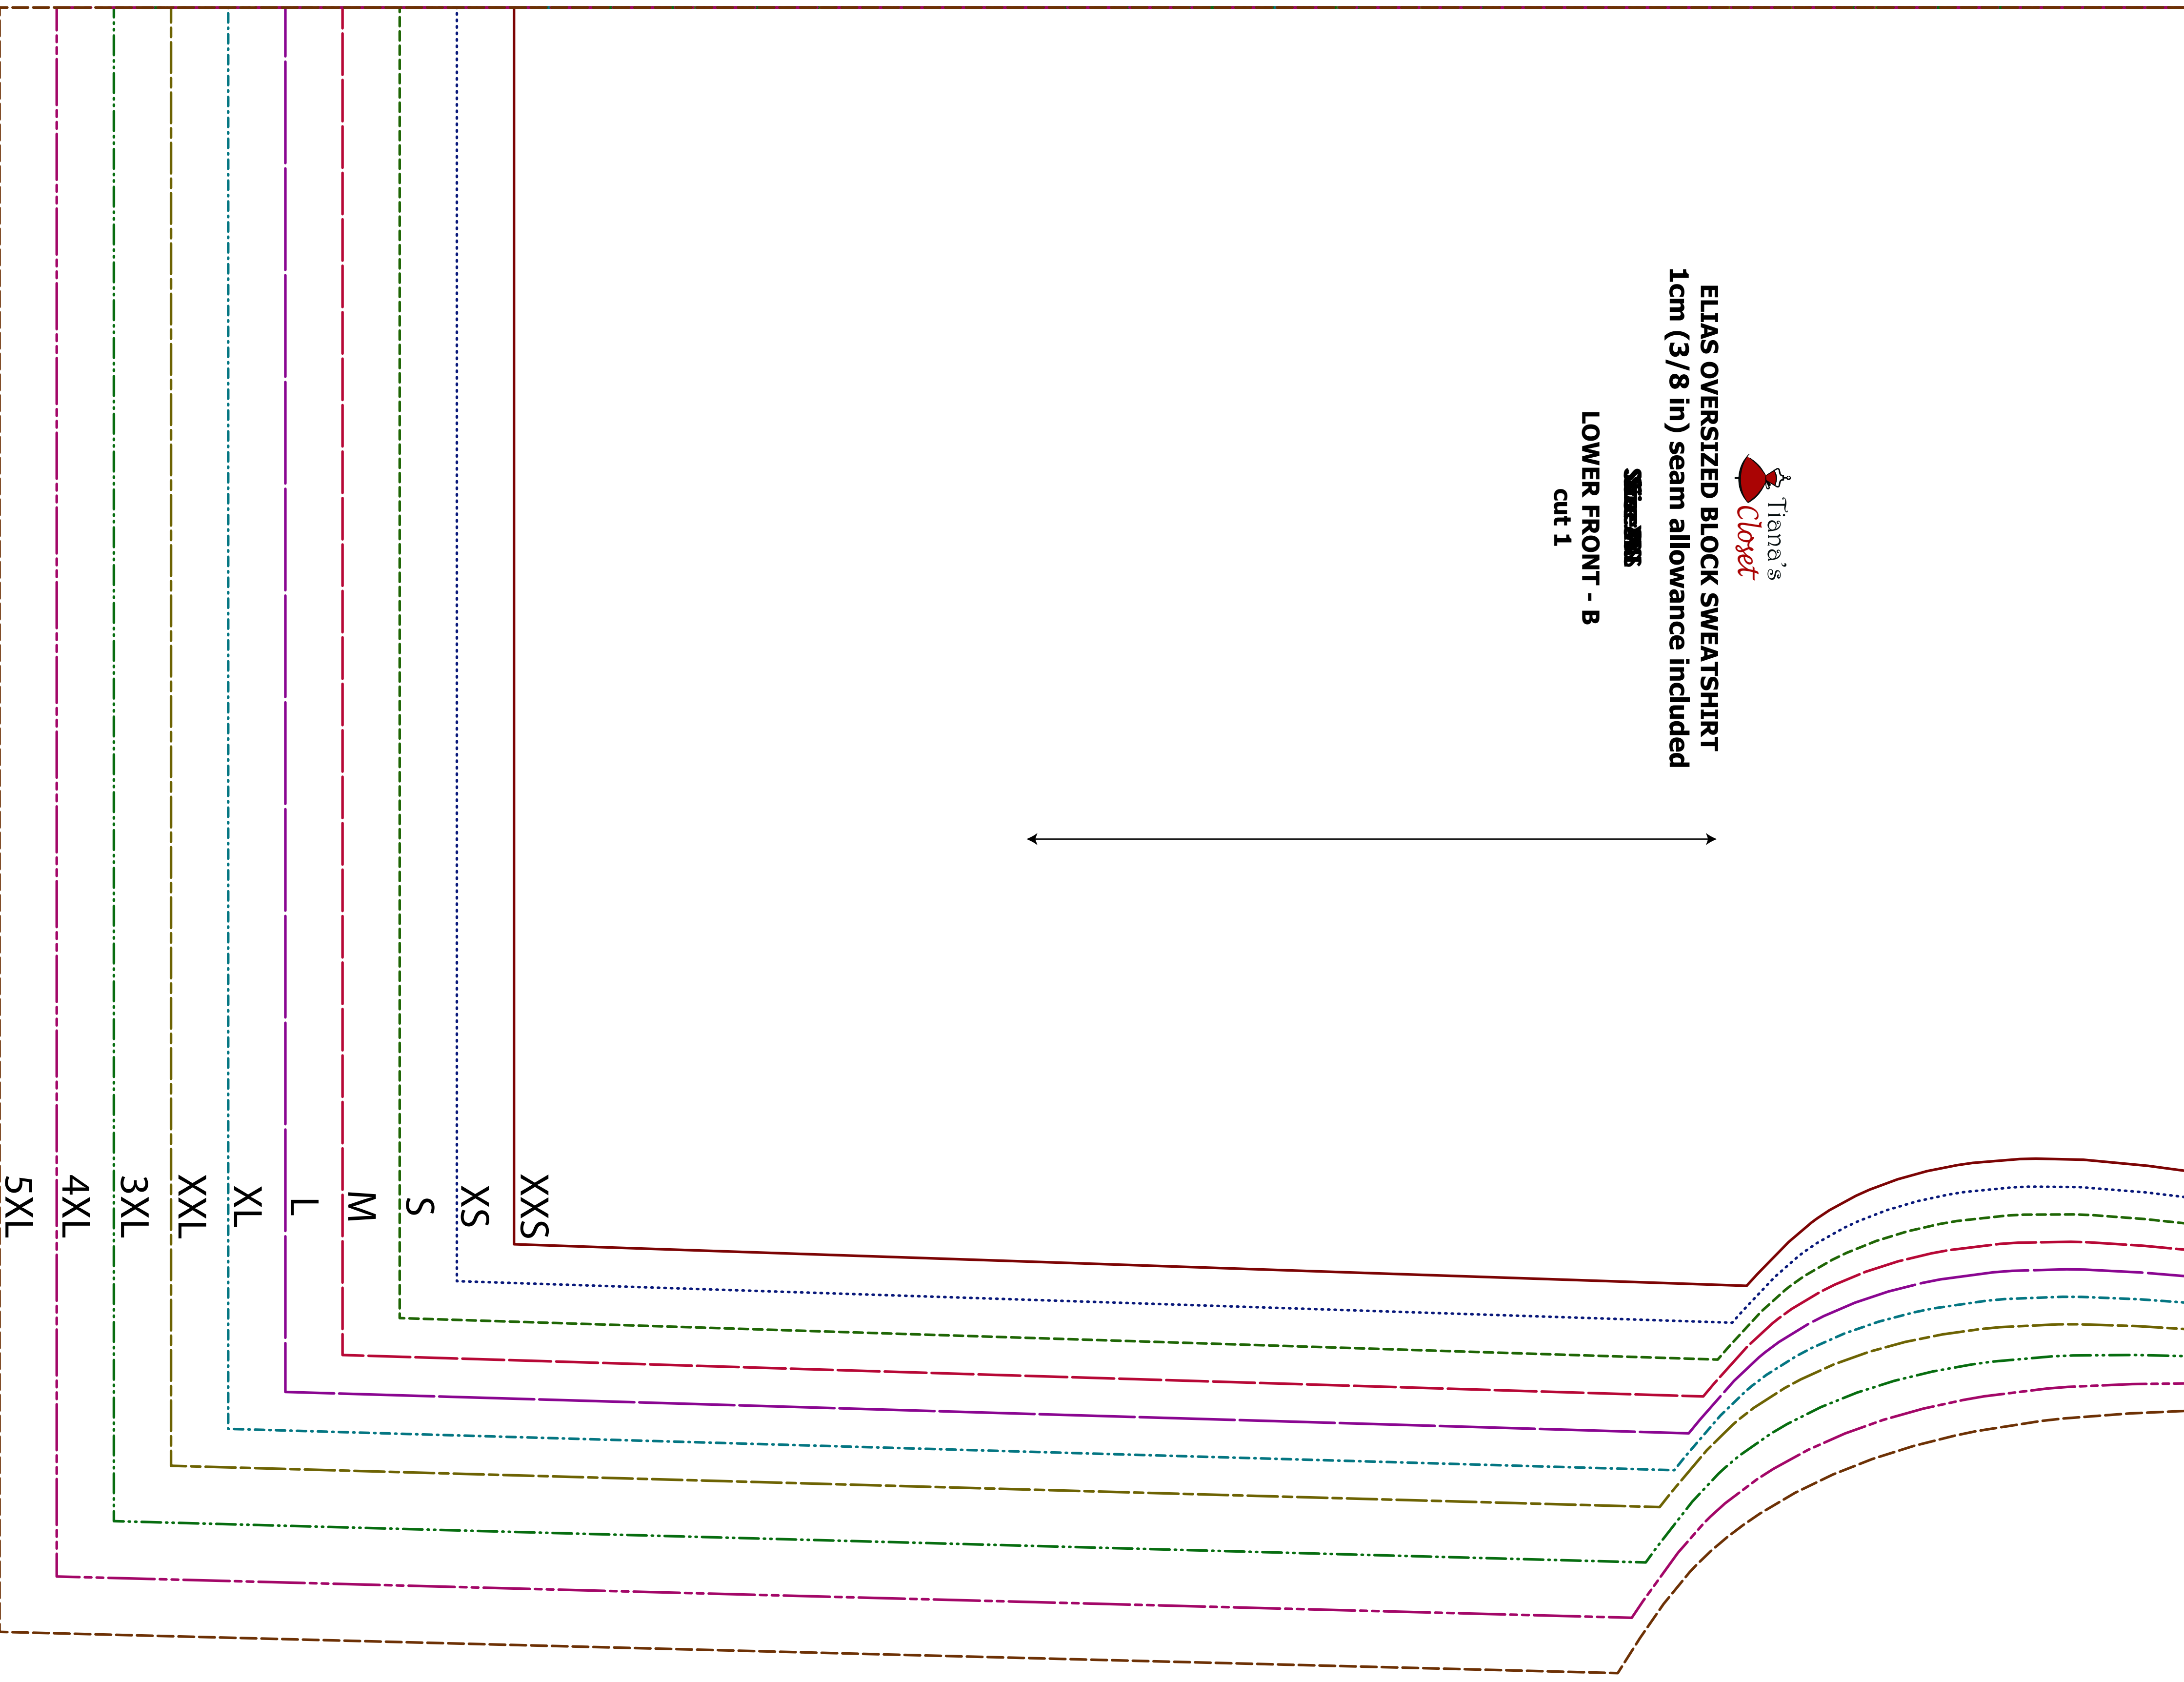 Tiana's
Closet
ELIAS OVERSIZED BLOCK SWEATSHIRT
1cm (3/8 in) seam allowance included
LOWER FRONT - B
cut 1
XXS
XS
S
M
L
XL
XXL
3XL
4XL
5XL